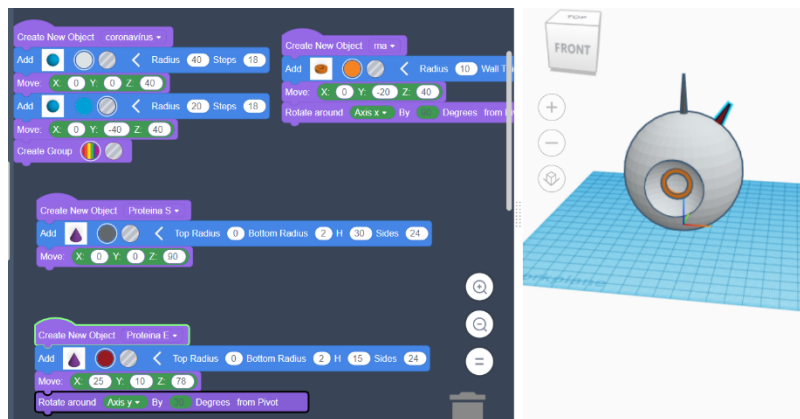 Create New Object coronavírus
Add Radius 40 Steps 18
Move: X: 0 Y: 0 Z: 40
Add Radius 20 Steps 18
Move: X: 0 Y: -40 Z: 40
Create Group
Create New Object rna
Add Radius 10 Wall
Move: X: 0 Y: -20 Z: 40
Rotate around Axis x By Degrees from
Create New Object Proteina S
Add Top Radius 0 Bottom Radius 2 H 30 Sides 24
Move: X: 0 Y: 0 Z: 90
Create New Object Proteina E
Add Top Radius 0 Bottom Radius 2 H 15 Sides 24
Move: X: 25 Y: 10 Z: 78
Rotate around Axis y By Degrees from Pivot
TOP
FRONT